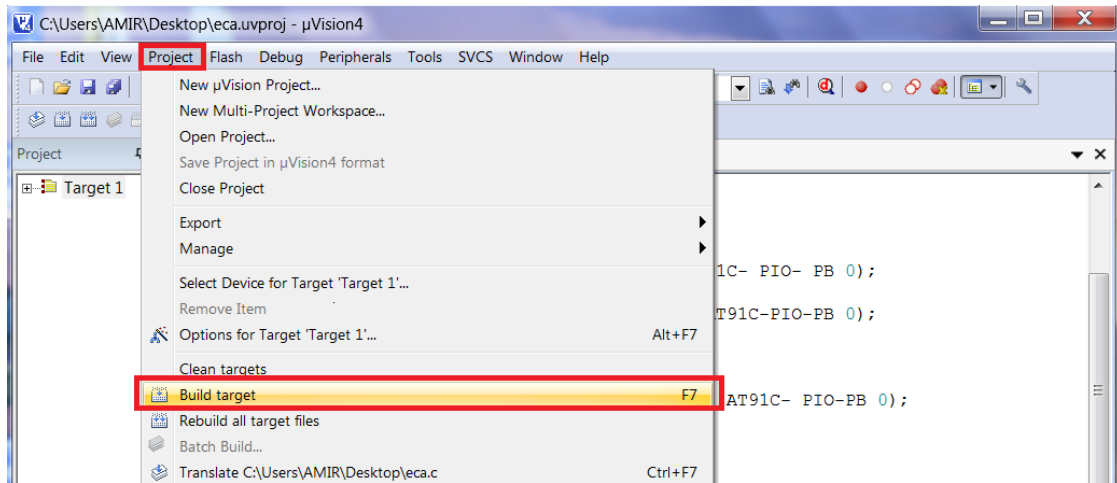 C:\Users\AMIR\Desktop\eca.uvproj - µVision4
File Edit View Project Flash Debug Peripherals Tools SVCS Window Help
New µVision Project...
New Multi-Project Workspace...
Open Project...
Project
Save Project in µVision4 format
Target 1
Close Project
Export
Manage
1C- PIO- PB 0);
Select Device for Target 'Target 1'...
Remove Item
T91C-PIO-PB 0);
Options for Target 'Target 1'... Alt+F7
Clean targets
Build target F7
AT91C- PIO-PB 0);
Rebuild all target files
Batch Build...
Translate C:\Users\AMIR\Desktop\eca.c Ctrl+F7